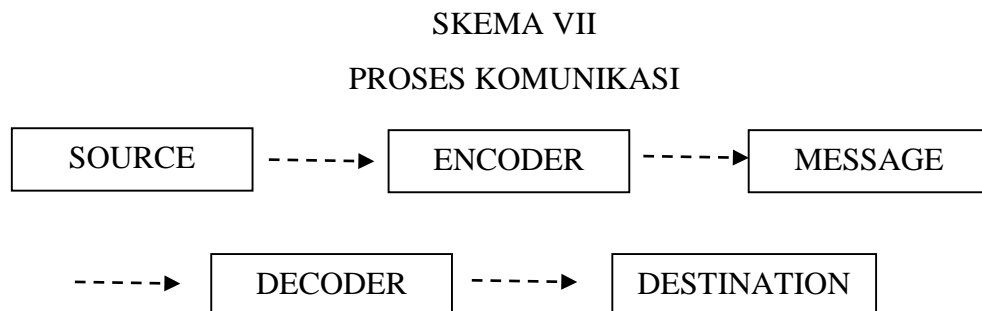 SKEMA VII
PROSES KOMUNIKASI
SOURCE ENCODER MESSAGE
DECODER DESTINATION